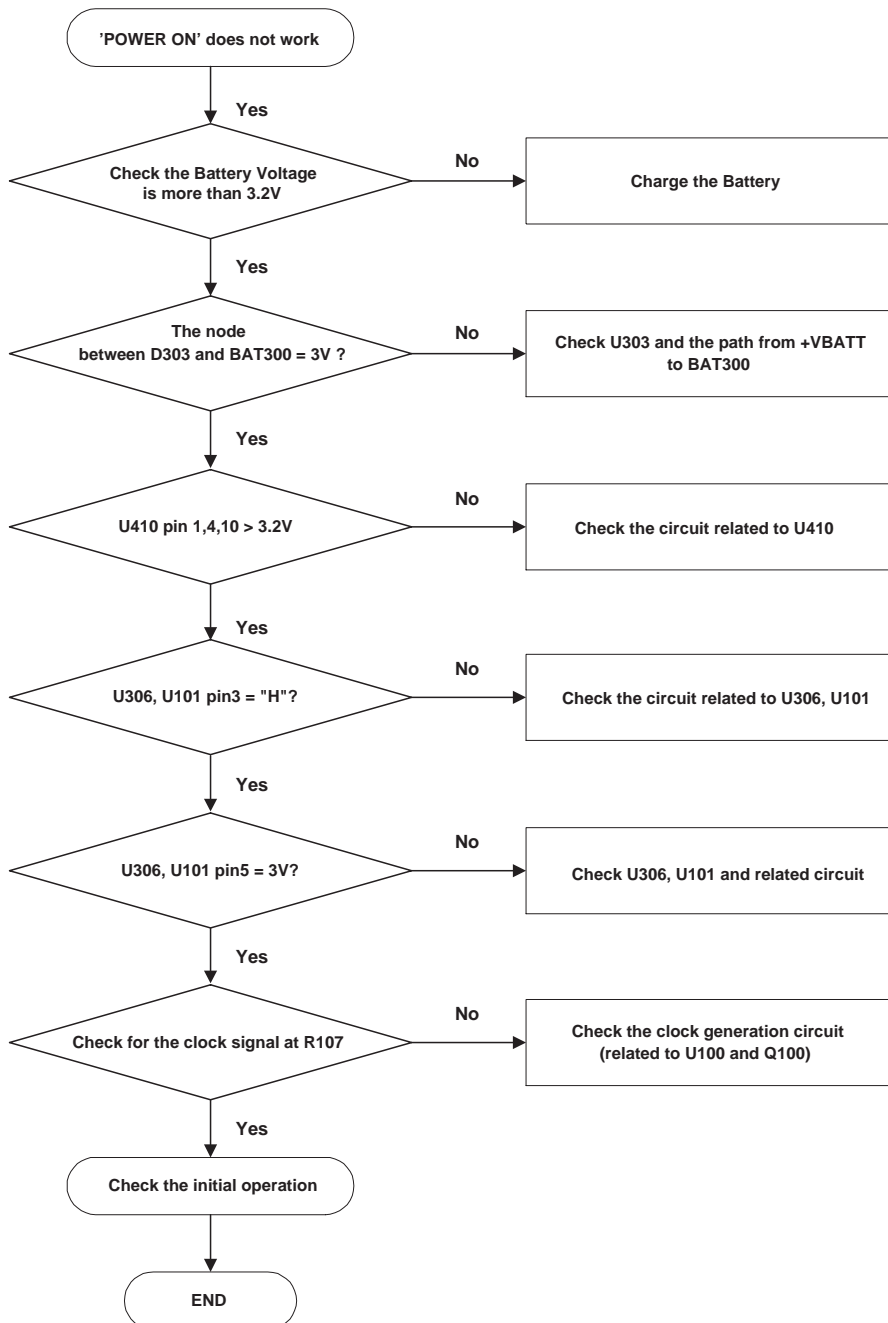 ’POWER ON’ does not work
Yes
Check the Battery Voltage
is more than 3.2V
No
Charge the Battery
Yes
The node
between D303 and BAT300 = 3V ?
No
Check U303 and the path from +VBATT
to BAT300
Yes
U410 pin 1,4,10 > 3.2V
No
Check the circuit related to U410
Yes
U306, U101 pin3 = "H"?
No
Check the circuit related to U306, U101
Yes
U306, U101 pin5 = 3V?
No
Check U306, U101 and related circuit
Yes
Check for the clock signal at R107
No
Check the clock generation circuit
(related to U100 and Q100)
Yes
Check the initial operation
END